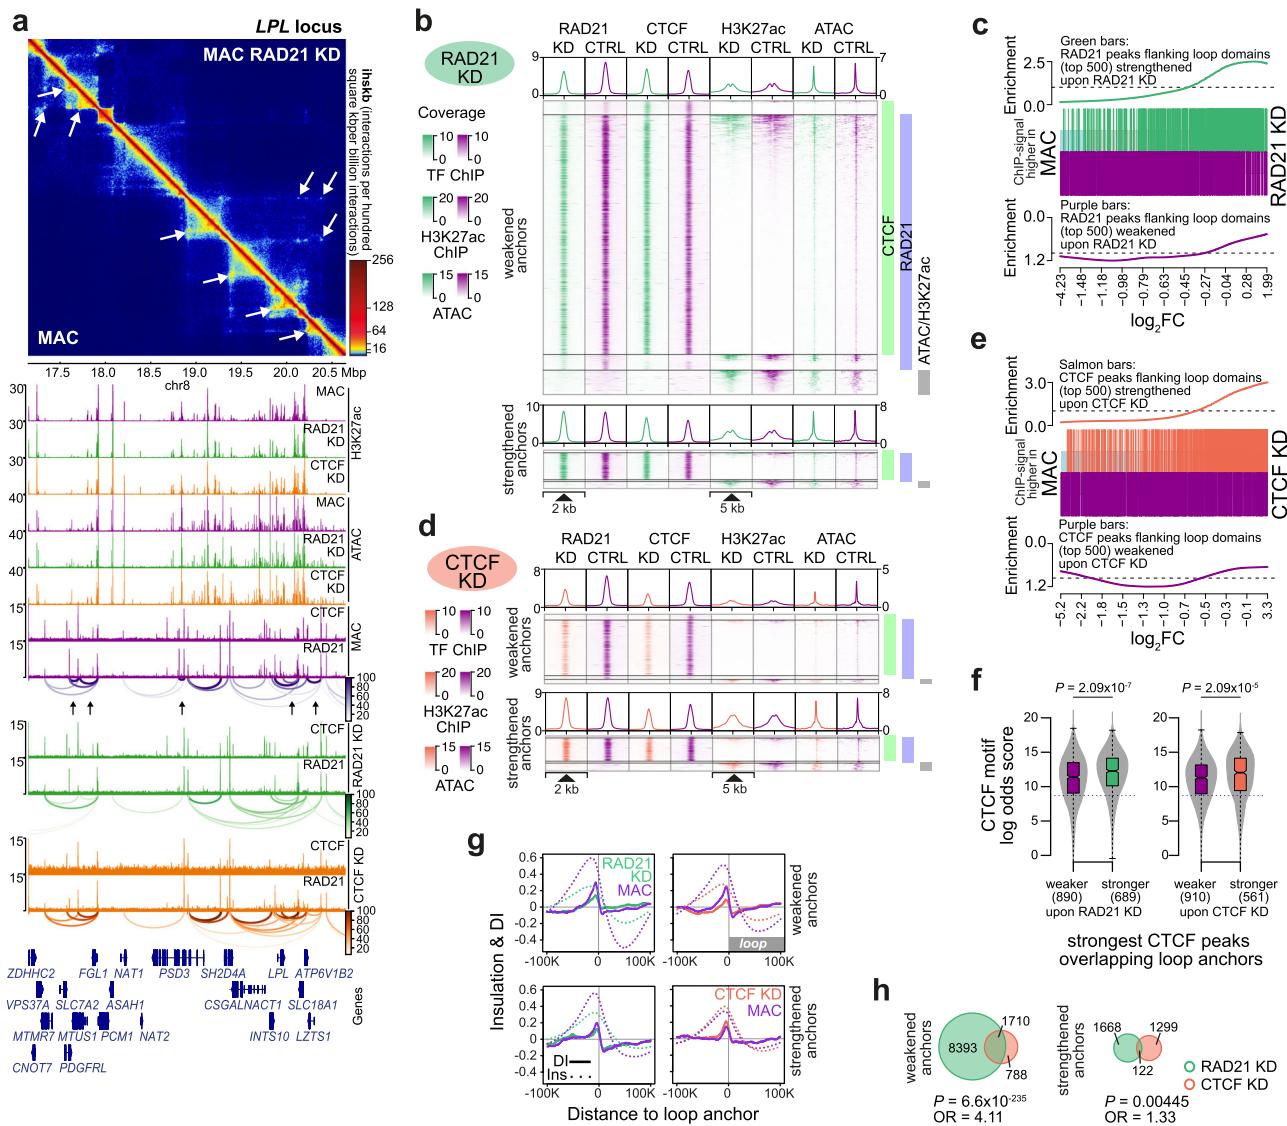 a
LPL locus
MAC RAD21 KD
MAC
ihskb (interactions per hundred
square kbper billion interactions)
256
128
64
16
17.5
18.0
18.5
19.0
19.5
20.0
20.5 Mbp
chr8
30
MAC
30
RAD21
KD
30
CTCF
KD
H3K27ac
40
MAC
40
RAD21
KD
40
CTCF
KD
ATAC
15
CTCF
15
RAD21
MAC
100
80
60
40
20
15
CTCF
15
RAD21
RAD21 KD
100
80
60
40
20
15
CTCF
15
RAD21
CTCF KD
100
80
60
40
20
ZDHHC2 FGL1 NAT1 PSD3 SH2D4A LPL ATP6V1B2
VPS37A SLC7A2 ASAH1 CSGALNACT1 SLC18A1
MTMR7 MTUS1 PCM1 NAT2 INTS10 LZTS1
CNOT7 PDGFRL
Genes
b
RAD21
KD
RAD21 CTCF H3K27ac ATAC
KD CTRL KD CTRL KD CTRL KD CTRL
9
0
7
0
Coverage
10 10
0 0
TF ChIP
20 20
0 0
H3K27ac
ChIP
15 15
0 0
ATAC
weakened
anchors
CTCF
RAD21
ATAC/H3K27ac
10
0
8
0
strengthened
anchors
2 kb
5 kb
c
Green bars:
RAD21 peaks flanking loop domains
(top 500) strengthened
upon RAD21 KD
Enrichment
2.5
0.0
ChIP-signal
higher in
MAC
RAD21 KD
Purple bars:
RAD21 peaks flanking loop domains
(top 500) weakened
upon RAD21 KD
Enrichment
0.0
1.2
−4.29
−1.48
−1.18
−0.98
−0.79
−0.63
−0.45
−0.27
−0.04
0.28
1.99
log2FC
d
CTCF
KD
RAD21 CTCF H3K27ac ATAC
KD CTRL KD CTRL KD CTRL KD CTRL
8
0
5
0
10 10
0 0
TF ChIP
20 20
0 0
H3K27ac
ChIP
15 15
0 0
ATAC
weakened
anchors
9
0
9
0
strengthened
anchors
2 kb
5 kb
e
Salmon bars:
CTCF peaks flanking loop domains
(top 500) strengthened
upon CTCF KD
Enrichment
3.0
0.0
ChIP-signal
higher in
MAC
CTCF KD
Purple bars:
CTCF peaks flanking loop domains
(top 500) weakened
upon CTCF KD
Enrichment
0.0
1.2
−5.2
−2.2
−1.8
−1.5
−1.3
−1.0
−0.7
−0.5
−0.3
−0.1
3.3
log2FC
f
P = 2.09x10-7
P = 2.09x10-5
CTCF motif
log odds score
20
15
10
5
0
20
15
10
5
0
weaker stronger
(890) (689)
upon RAD21 KD
weaker stronger
(910) (561)
upon CTCF KD
strongest CTCF peaks
overlapping loop anchors
g
Insulation & DI
0.6
0.4
0.2
0
-0.2
-0.4
RAD21
KD
MAC
loop
weakened
anchors
0.6
0.4
0.2
0
-0.2
-0.4
DI
Ins
CTCF KD
MAC
strengthened
anchors
-100K 0 100K
-100K 0 100K
Distance to loop anchor
h
weakened
anchors
8393
1710
788
P = 6.6x10-235
OR = 4.11
strengthened
anchors
1668
1299
122
P = 0.00445
OR = 1.33
RAD21 KD
CTCF KD